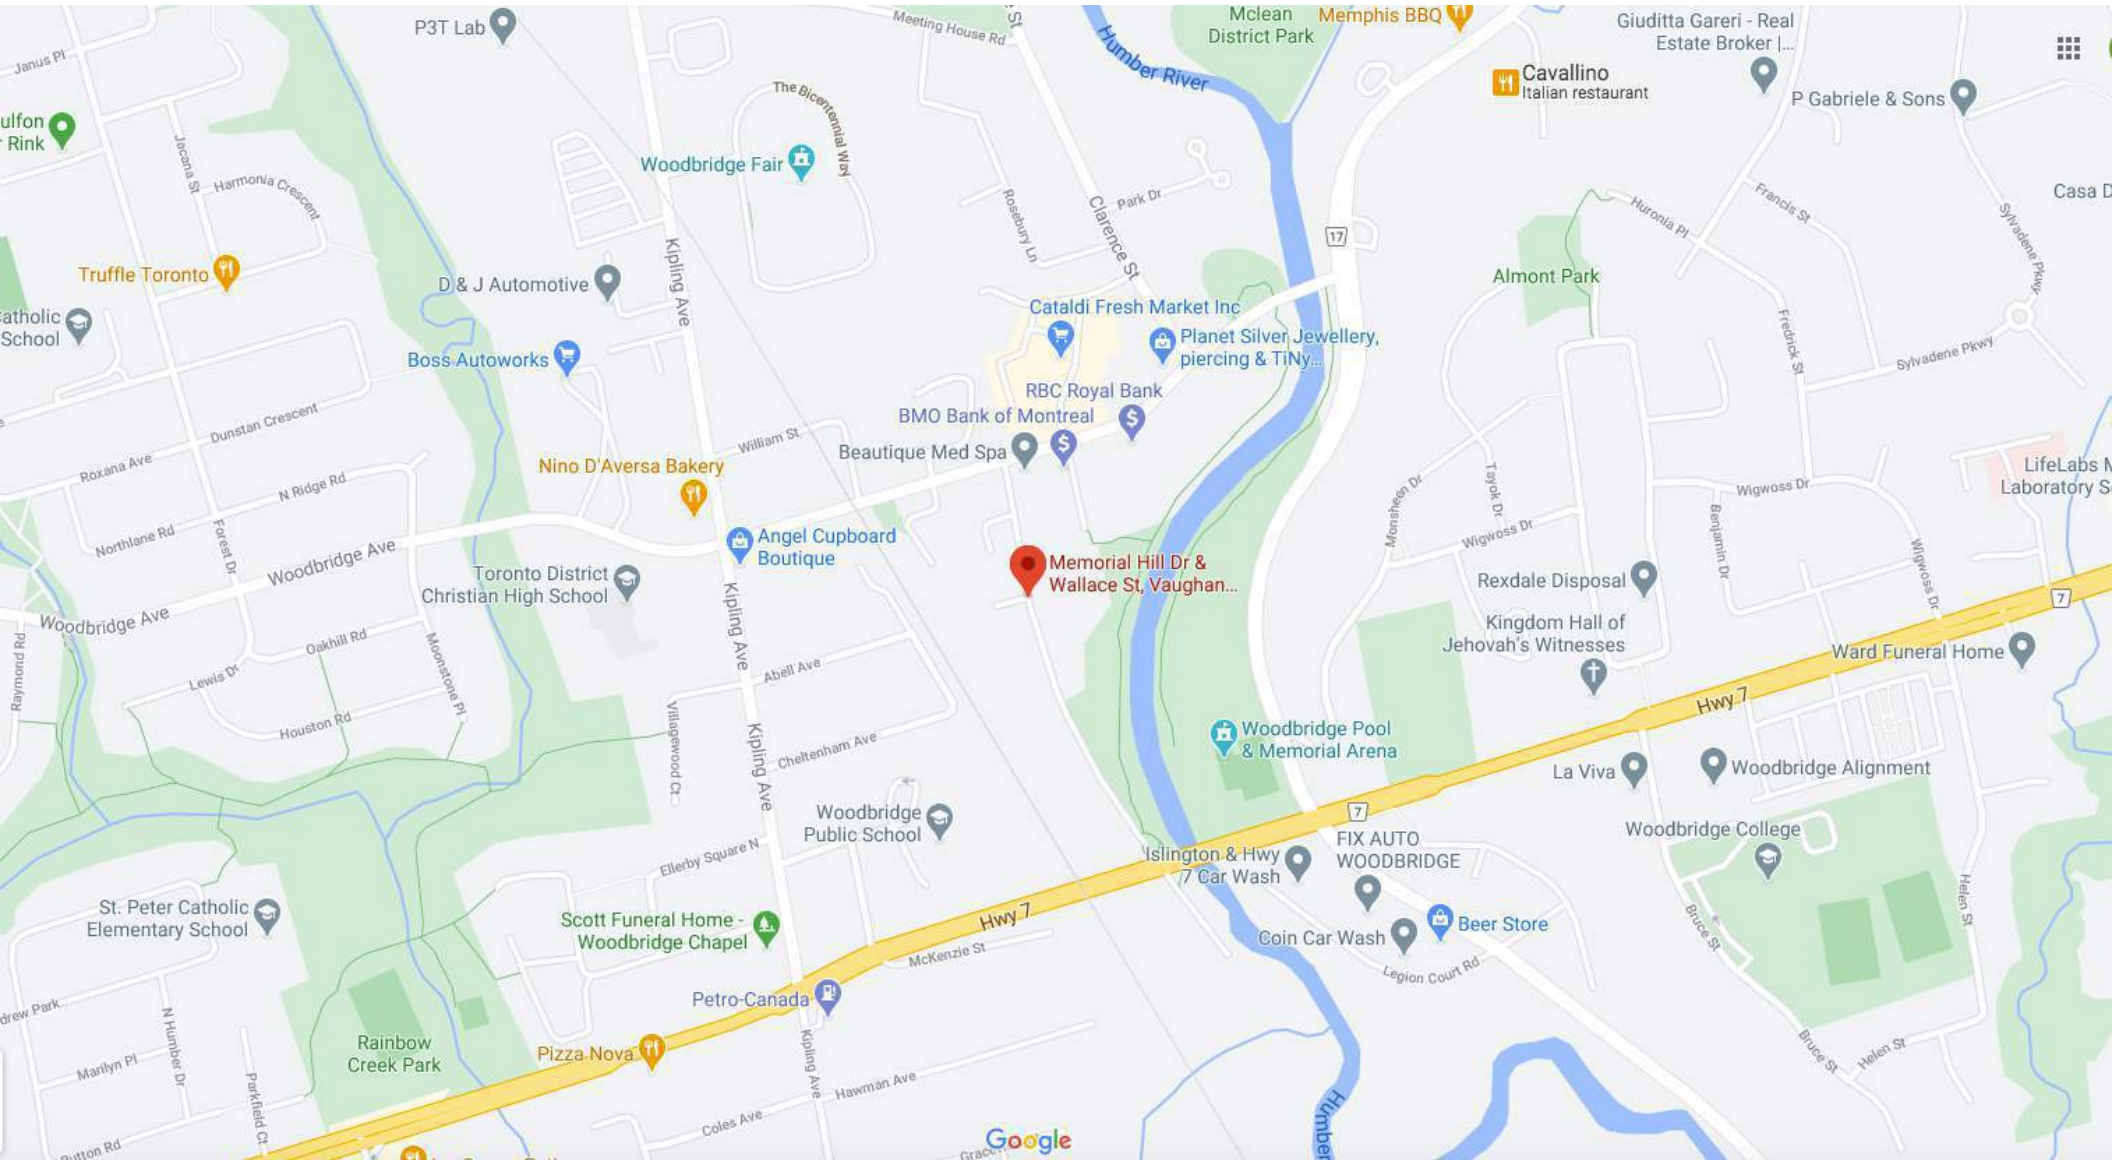 P3T Lab
Meeting House Rd
St
Humber River
Mclean
District Park
Memphis BBQ
Giuditta Gareri - Real
Estate Broker |...
Janus Pl
The Bicentennial Way
Cavallino
Italian restaurant
P Gabriele & Sons
ulfon
r Rink
Jacana St
Harmonia Crescent
Woodbridge Fair
Rosebury Ln
Clarence St
Park Dr
17
Huronia Pl
Francis St
Casa D
Sylvadene Pkwy
Truffle Toronto
D & J Automotive
Kipling Ave
Almont Park
atholic
School
Cataldi Fresh Market Inc
Planet Silver Jewellery,
piercing & TiNy...
Fredrick St
Sylvadene Pkwy
Boss Autoworks
RBC Royal Bank
BMO Bank of Montreal
Dunstan Crescent
William St
Beautique Med Spa
Roxana Ave
N Ridge Rd
Nino D'Aversa Bakery
Monsheen Dr
Tayok Dr
Wigwoss Dr
LifeLabs M
Laboratory S
Northlane Rd
Forest Dr
Woodbridge Ave
Angel Cupboard
Boutique
Wigwoss Dr
Benjamin Dr
Wigwoss Dr
Memorial Hill Dr &
Wallace St, Vaughan...
Toronto District
Christian High School
Rexdale Disposal
7
Woodbridge Ave
Kipling Ave
Kingdom Hall of
Jehovah's Witnesses
Raymond Rd
Oakhill Rd
Moonstone Pl
Lewis Dr
Abell Ave
Ward Funeral Home
Houston Rd
Villagewood Ct
Kipling Ave
Cheltenham Ave
Hwy 7
Woodbridge Pool
& Memorial Arena
La Viva
Woodbridge Alignment
Woodbridge
Public School
7
Woodbridge College
Ellerby Square N
Islington & Hwy
7 Car Wash
FIX AUTO
WOODBRIDGE
St. Peter Catholic
Elementary School
Scott Funeral Home -
Woodbridge Chapel
Hwy 7
McKenzie St
Coin Car Wash
Beer Store
Legion Court Rd
Bruce St
Helen St
drew Park
Petro-Canada
N Humber Dr
Rainbow
Creek Park
Pizza Nova
Kipling Ave
Marilyn Pl
Parkfield Ct
Hawman Ave
Coles Ave
Bruce St
Helen St
Humber
utton Rd
Google
Grace